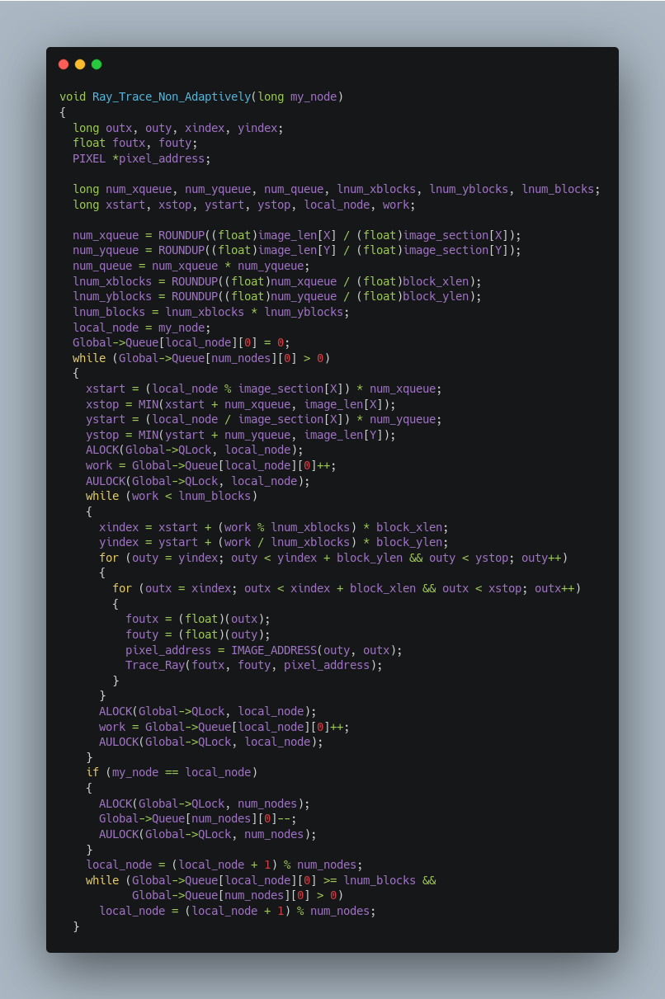 void Ray_Trace_Non_Adaptively(long my_node)
{
  long outx, outy, xindex, yindex;
  float foutx, fouty;
  PIXEL *pixel_address;

  long num_xqueue, num_yqueue, num_queue, lnum_xblocks, lnum_yblocks, lnum_blocks;
  long xstart, xstop, ystart, ystop, local_node, work;

  num_xqueue = ROUNDUP((float)image_len[X] / (float)image_section[X]);
  num_yqueue = ROUNDUP((float)image_len[Y] / (float)image_section[Y]);
  num_queue = num_xqueue * num_yqueue;
  lnum_xblocks = ROUNDUP((float)num_xqueue / (float)block_xlen);
  lnum_yblocks = ROUNDUP((float)num_yqueue / (float)block_ylen);
  lnum_blocks = lnum_xblocks * lnum_yblocks;
  local_node = my_node;
  Global->Queue[local_node][0] = 0;
  while (Global->Queue[num_nodes][0] > 0)
  {
    xstart = (local_node % image_section[X]) * num_xqueue;
    xstop = MIN(xstart + num_xqueue, image_len[X]);
    ystart = (local_node / image_section[X]) * num_yqueue;
    ystop = MIN(ystart + num_yqueue, image_len[Y]);
    ALOCK(Global->QLock, local_node);
    work = Global->Queue[local_node][0]++;
    AULOCK(Global->QLock, local_node);
    while (work < lnum_blocks)
    {
      xindex = xstart + (work % lnum_xblocks) * block_xlen;
      yindex = ystart + (work / lnum_xblocks) * block_ylen;
      for (outy = yindex; outy < yindex + block_ylen && outy < ystop; outy++)
      {
        for (outx = xindex; outx < xindex + block_xlen && outx < xstop; outx++)
        {
          foutx = (float)(outx);
          fouty = (float)(outy);
          pixel_address = IMAGE_ADDRESS(outy, outx);
          Trace_Ray(foutx, fouty, pixel_address);
        }
      }
      ALOCK(Global->QLock, local_node);
      work = Global->Queue[local_node][0]++;
      AULOCK(Global->QLock, local_node);
    }
    if (my_node == local_node)
    {
      ALOCK(Global->QLock, num_nodes);
      Global->Queue[num_nodes][0]--;
      AULOCK(Global->QLock, num_nodes);
    }
    local_node = (local_node + 1) % num_nodes;
    while (Global->Queue[local_node][0] >= lnum_blocks &&
           Global->Queue[num_nodes][0] > 0)
      local_node = (local_node + 1) % num_nodes;
  }